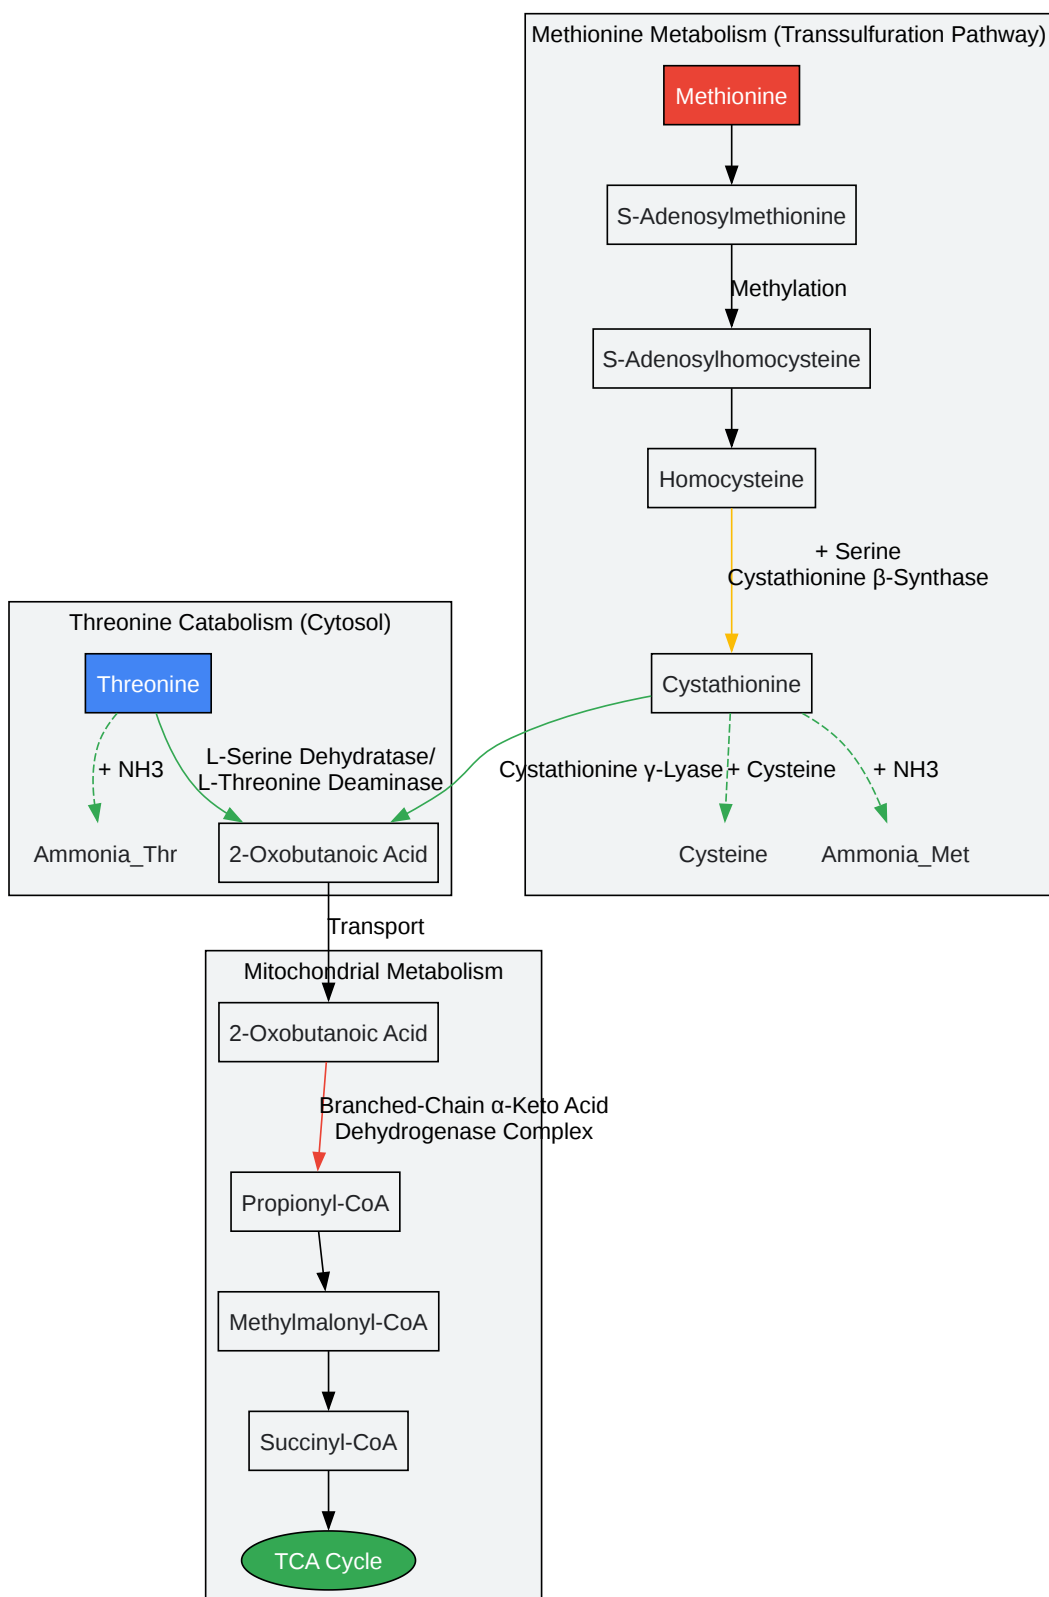 Methionine Metabolism (Transsulfuration Pathway)
Methionine
S-Adenosylmethionine
Methylation
S-Adenosylhomocysteine
Homocysteine
+ Serine
Cystathionine β-Synthase
Threonine Catabolism (Cytosol)
Threonine
Cystathionine
+ NH3
L-Serine Dehydratase/
L-Threonine Deaminase
Cystathionine γ-Lyase
+ Cysteine
+ NH3
Ammonia_Thr
2-Oxobutanoic Acid
Cysteine
Ammonia_Met
Transport
Mitochondrial Metabolism
2-Oxobutanoic Acid
Branched-Chain α-Keto Acid
Dehydrogenase Complex
Propionyl-CoA
Methylmalonyl-CoA
Succinyl-CoA
TCA Cycle